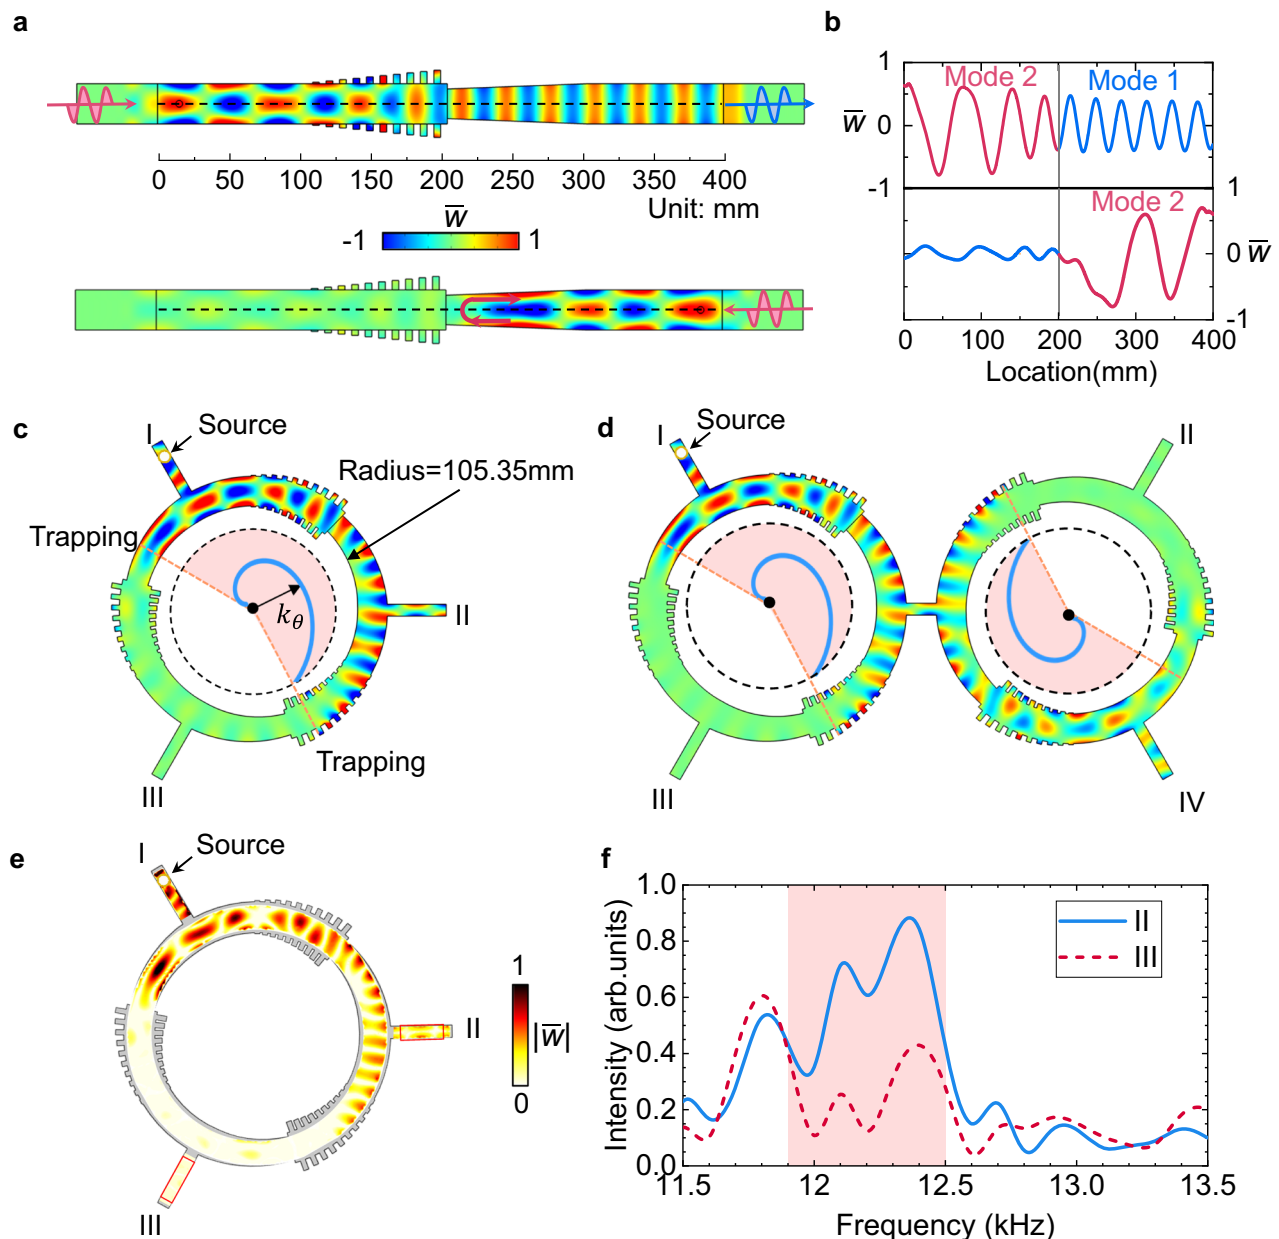 a
0 50 100 150 200 250 300 350 400
Unit: mm
w̅
-1 1
b
1
Mode 2 Mode 1
w̅ 0
-1 1
Mode 2
0 w̅
-1
0 100 200 300 400
Location(mm)
c
I Source
Radius=105.35mm
Trapping
kθ
II
Trapping
III
d
I Source
II
III
IV
e
I Source
1
II
|w̅|
0
III
f
1.0
0.8
0.6
0.4
0.2
0.0
Intensity (arb.units)
II
III
11.5 12 12.5 13.0 13.5
Frequency (kHz)